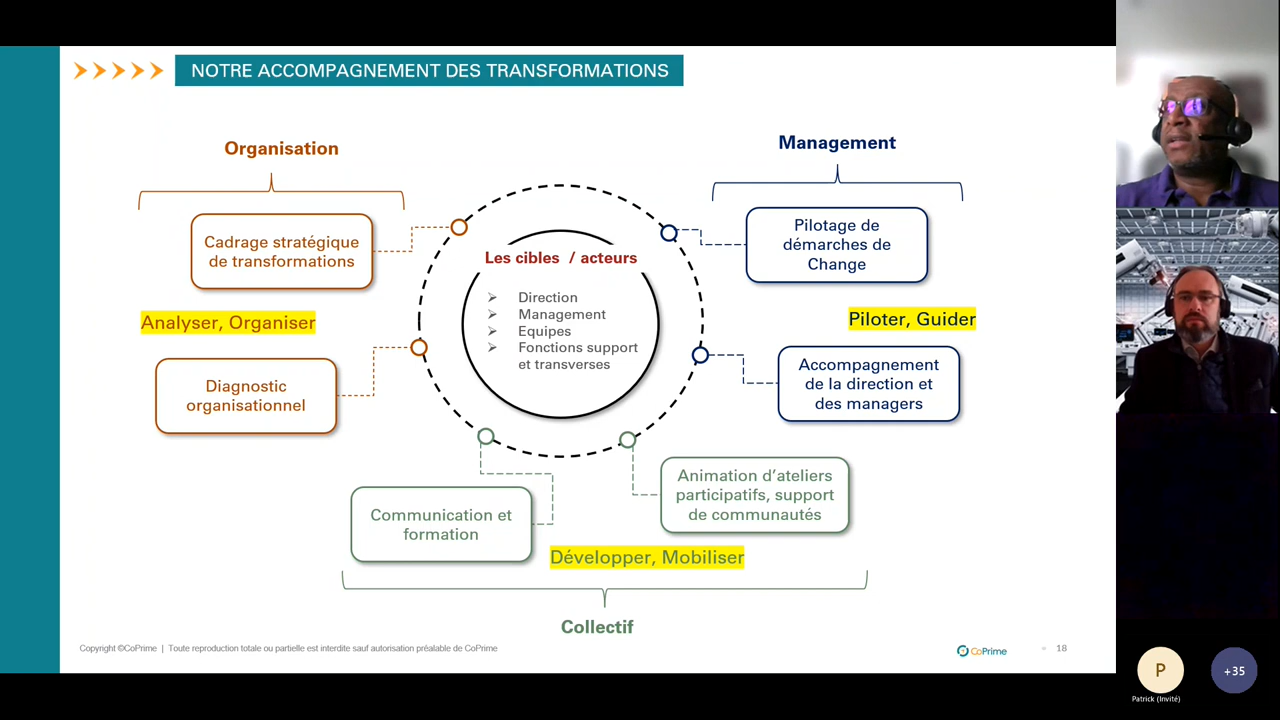 NOTRE ACCOMPAGNEMENT DES TRANSFORMATIONS
Organisation
Management
Cadrage stratégique
de transformations
Pilotage de
démarches de
Change
Les cibles / acteurs
Direction
Management
Equipes
Fonctions support
et transverses
Analyser, Organiser
Piloter, Guider
Diagnostic
organisationnel
Accompagnement
de la direction et
des managers
Communication et
formation
Animation d’ateliers
participatifs, support
de communautés
Développer, Mobiliser
Collectif
Copyright ©CoPrime | Toute reproduction totale ou partielle est interdite sauf autorisation préalable de CoPrime
CoPrime
18
P
+35
Patrick (Invité)